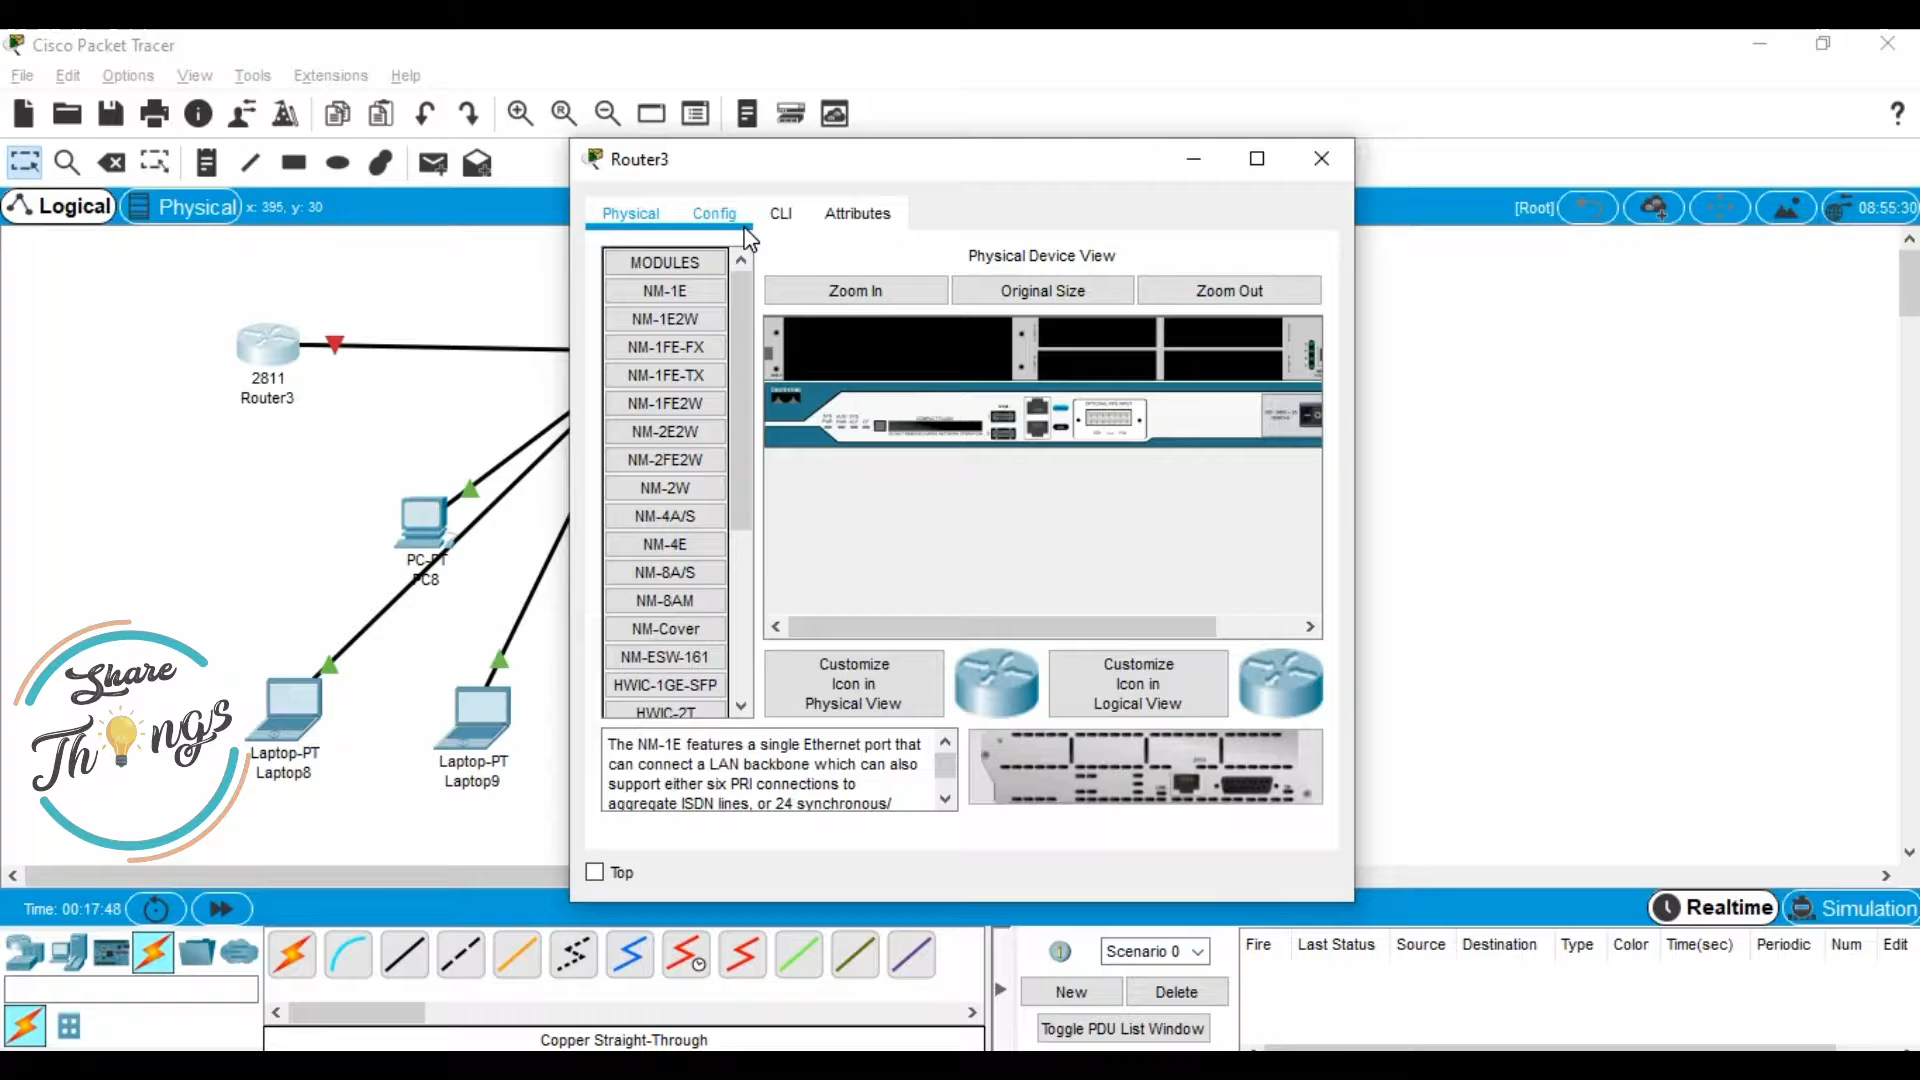 Cisco Packet Tracer
File Edit Options View Tools Extensions Help
?
Logical Physical x: 395, y: 30 [Root] 08:55:30
Router3
Physical Config CLI Attributes
MODULES
NM-1E
NM-1E2W
NM-1FE-FX
NM-1FE-TX
NM-1FE2W
NM-2E2W
NM-2FE2W
NM-2W
NM-4A/S
NM-4E
NM-8A/S
NM-8AM
NM-Cover
NM-ESW-161
HWIC-1GE-SFP
HWIC-2T
Physical Device View
Zoom In Original Size Zoom Out
Customize
Icon in
Physical View
Customize
Icon in
Logical View
The NM-1E features a single Ethernet port that
can connect a LAN backbone which can also
support either six PRI connections to
aggregate ISDN lines, or 24 synchronous/
Top
2811
Router3
PC-PT
PC8
Laptop-PT
Laptop8
Laptop-PT
Laptop9
Share
Things
Time: 00:17:48 Realtime Simulation
Scenario 0
New Delete
Toggle PDU List Window
Fire Last Status Source Destination Type Color Time(sec) Periodic Num Edit
Copper Straight-Through